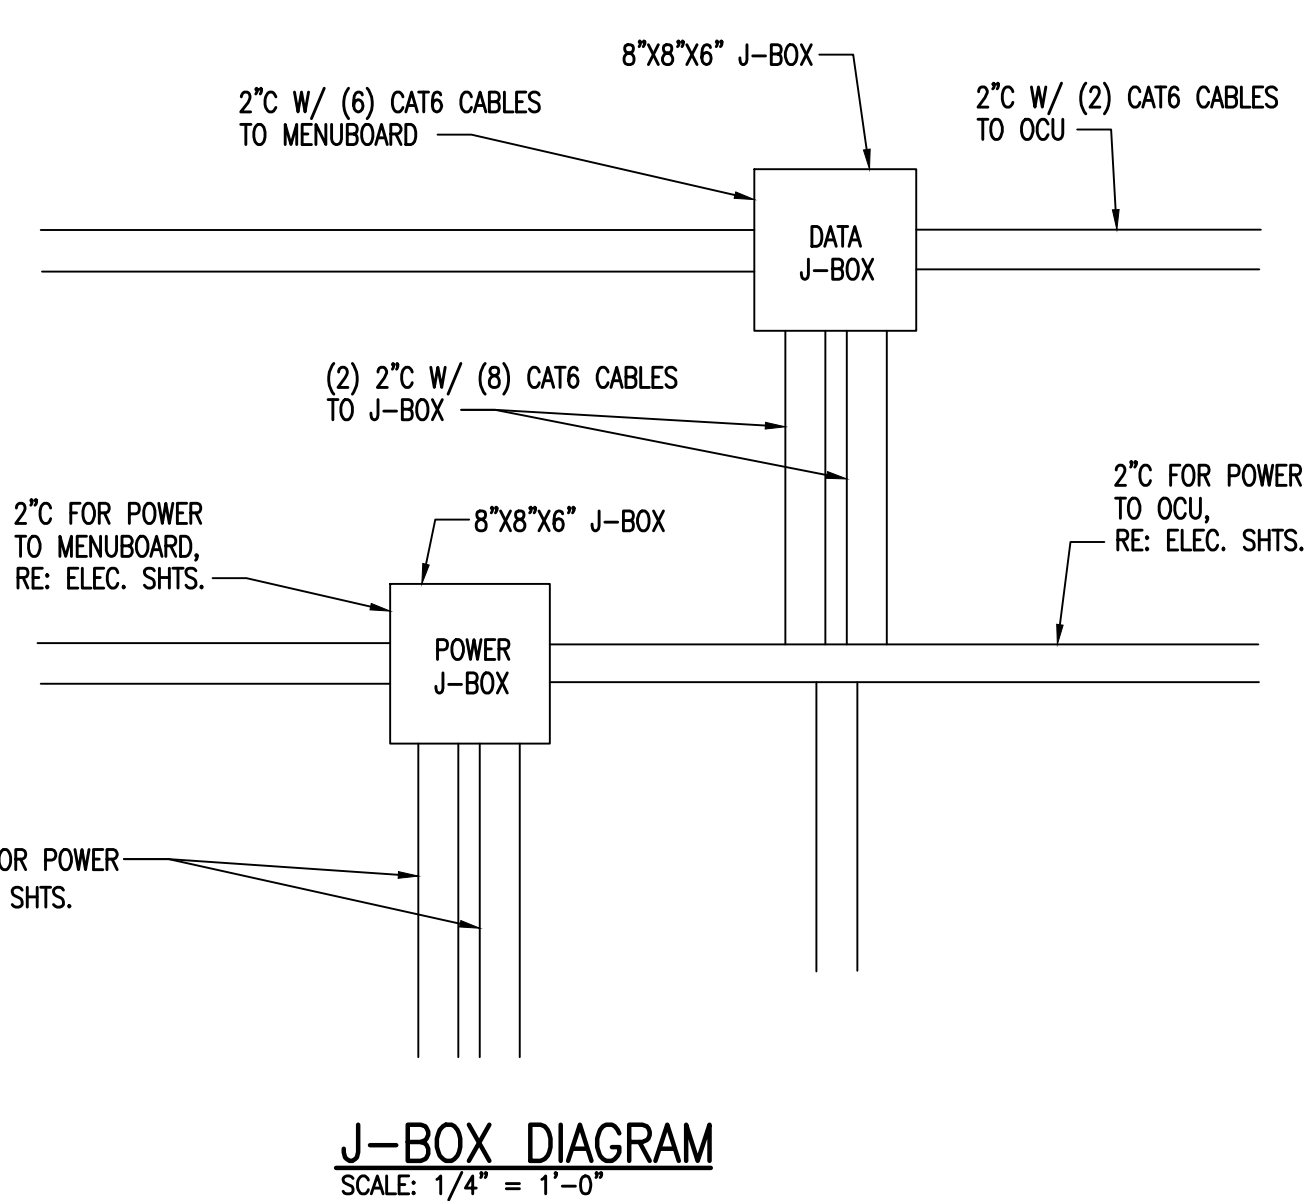 8"X8"X6" J-BOX
2"C W/ (6) CAT6 CABLES
TO MENUBOARD
2"C W/ (2) CAT6 CABLES
TO OCU
DATA
J-BOX
(2) 2"C W/ (8) CAT6 CABLES
TO J-BOX
2"C FOR POWER
TO OCU,
RE: ELEC. SHTS.
2"C FOR POWER
TO MENUBOARD,
RE: ELEC. SHTS.
8"X8"X6" J-BOX
POWER
J-BOX
OR POWER
SHTS.
J-BOX DIAGRAM
SCALE: 1/4" = 1'-0"